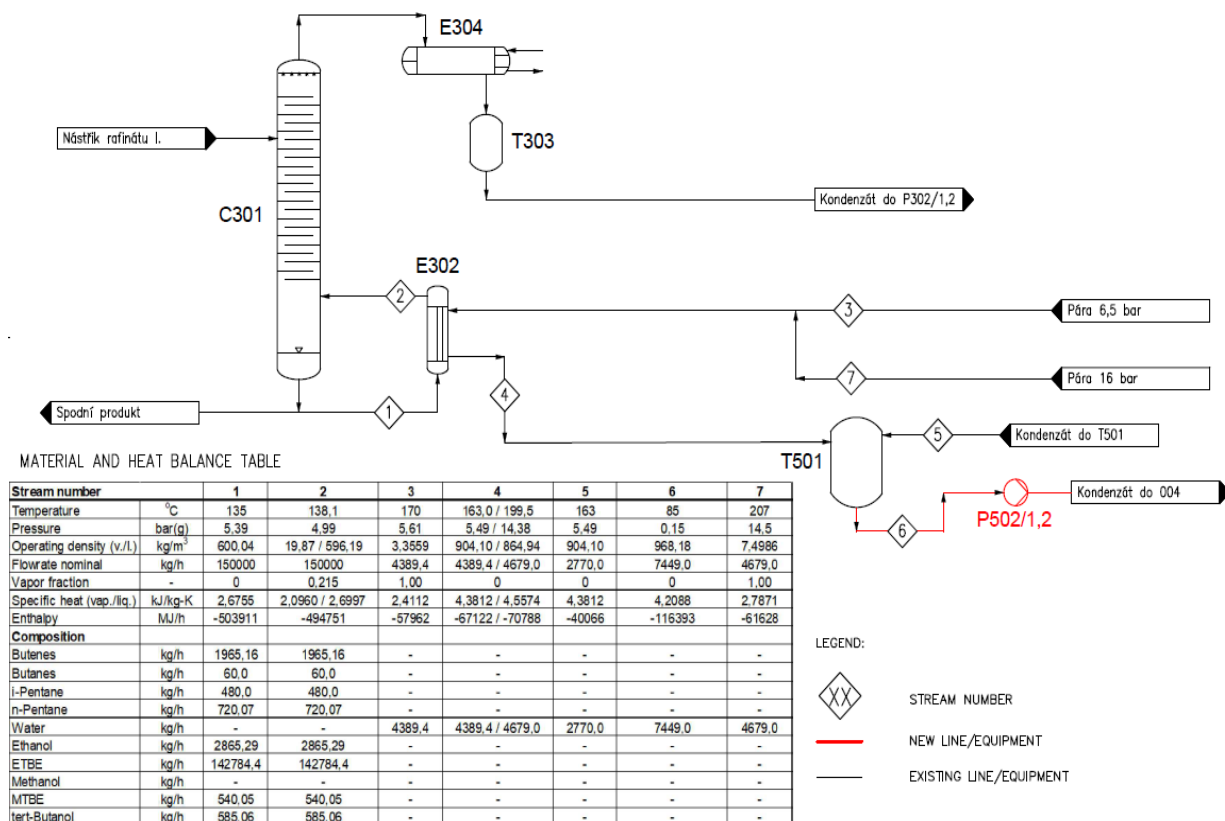 E304
Nástřik rafinátu I.
T303
C301
Kondenzát do P302/1,2
E302
2
3
Pára 6,5 bar
7
Pára 16 bar
4
Spodní produkt
1
5
Kondenzát do T501
T501
MATERIAL AND HEAT BALANCE TABLE
Kondenzát do 004
P502/1,2
6
Stream number 1 2 3 4 5 6 7
Temperature °C 135 138,1 170 163,0 / 199,5 163 85 207
Pressure bar(g) 5,39 4,99 5,61 5,49 / 14,38 5,49 0,15 14,5
Operating density (v./l.) kg/m³ 600,04 19,87 / 596,19 3,3559 904,10 / 864,94 904,10 968,18 7,4986
Flowrate nominal kg/h 150000 150000 4389,4 4389,4 / 4679,0 2770,0 7449,0 4679,0
Vapor fraction - 0 0,215 1,00 0 0 0 1,00
Specific heat (vap./liq.) kJ/kg-K 2,6755 2,0960 / 2,6997 2,4112 4,3812 / 4,5574 4,3812 4,2088 2,7871
Enthalpy MJ/h -503911 -494751 -57962 -67122 / -70788 -40066 -116393 -61628
Composition
Butenes kg/h 1965,16 1965,16 - - - - -
Butanes kg/h 60,0 60,0 - - - - -
i-Pentane kg/h 480,0 480,0 - - - - -
n-Pentane kg/h 720,07 720,07 - - - - -
Water kg/h - - 4389,4 4389,4 / 4679,0 2770,0 7449,0 4679,0
Ethanol kg/h 2865,29 2865,29 - - - - -
ETBE kg/h 142784,4 142784,4 - - - - -
Methanol kg/h - - - - - - -
MTBE kg/h 540,05 540,05 - - - - -
tert-Butanol kg/h 585,06 585,06 - - - - -
LEGEND:
XX STREAM NUMBER
NEW LINE/EQUIPMENT
EXISTING LINE/EQUIPMENT